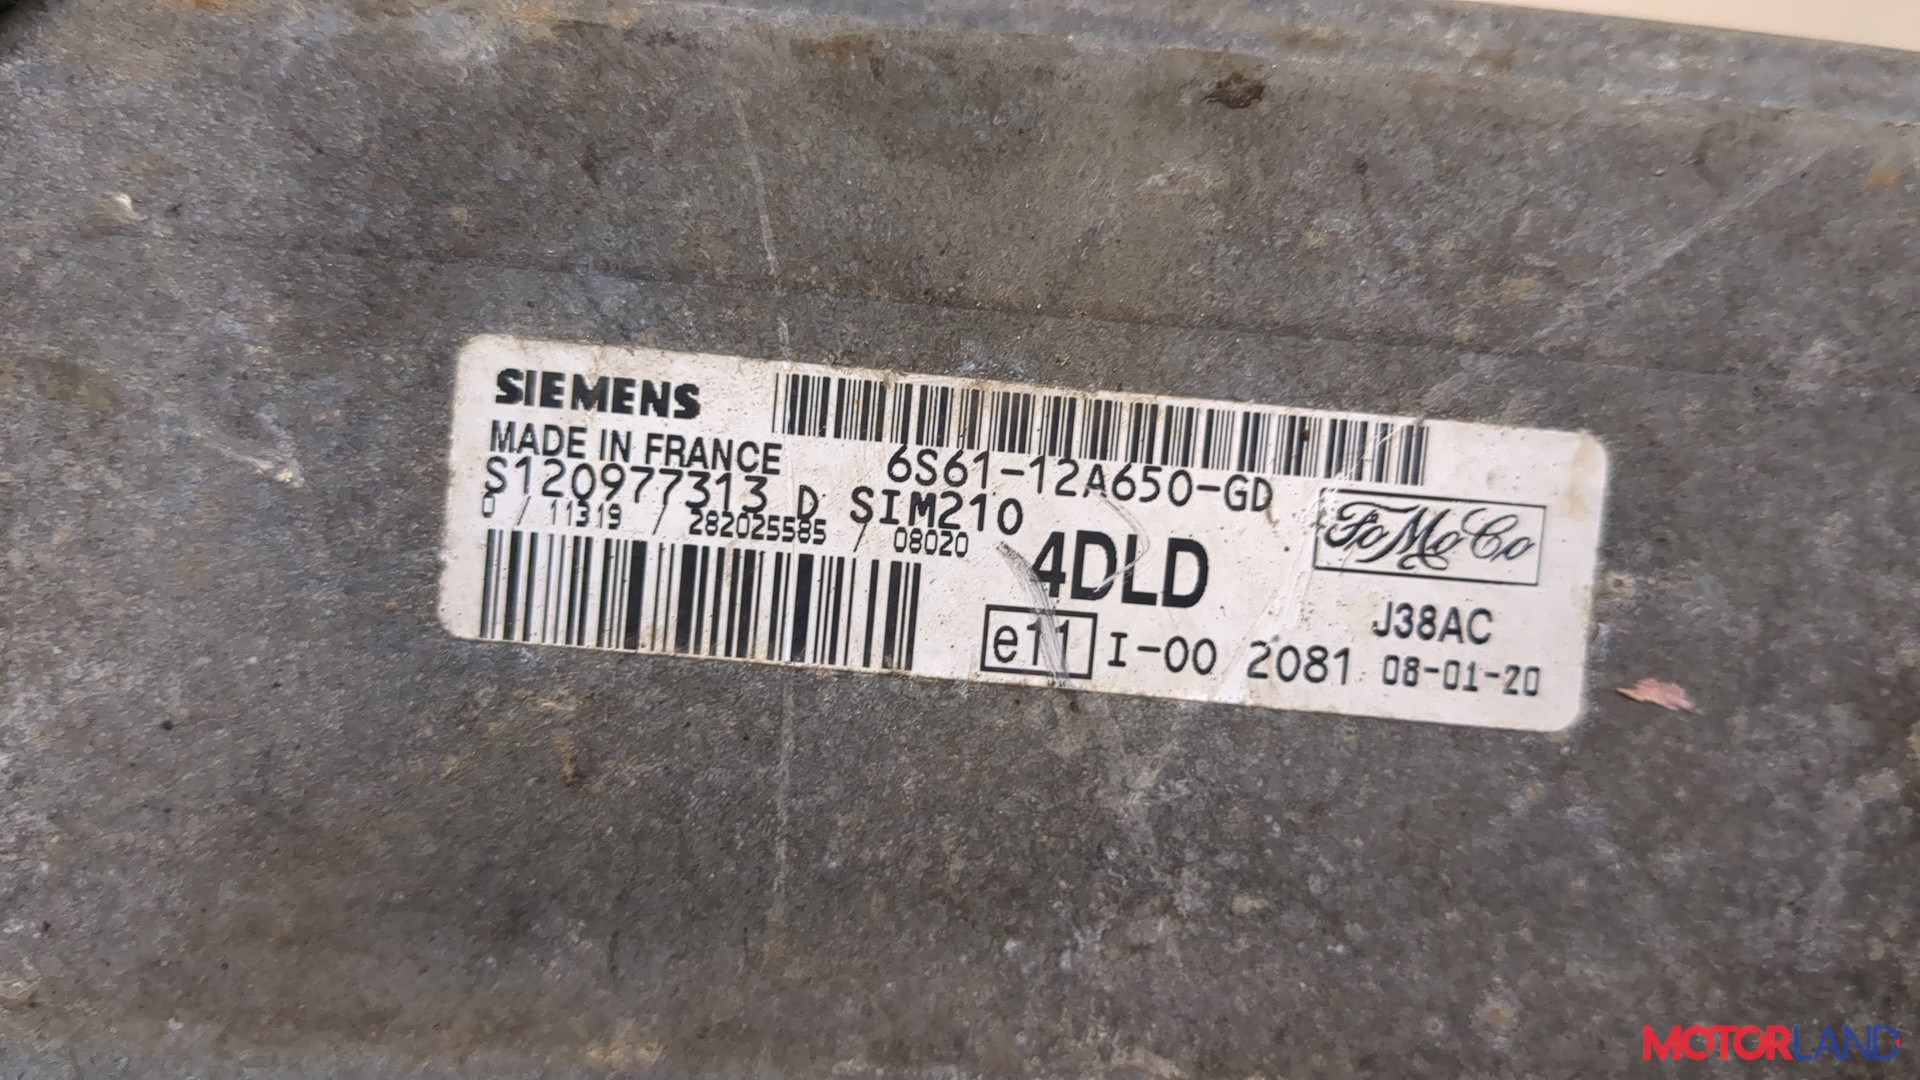 SIEMENS
MADE IN FRANCE
6S61-12A650-GD
S120977313 D SIM210
0 / 11319 / 282025585 / 08020
4DLD
FoMoCo
J38AC
e11 I-00 2081 08-01-20
MOTORLAND